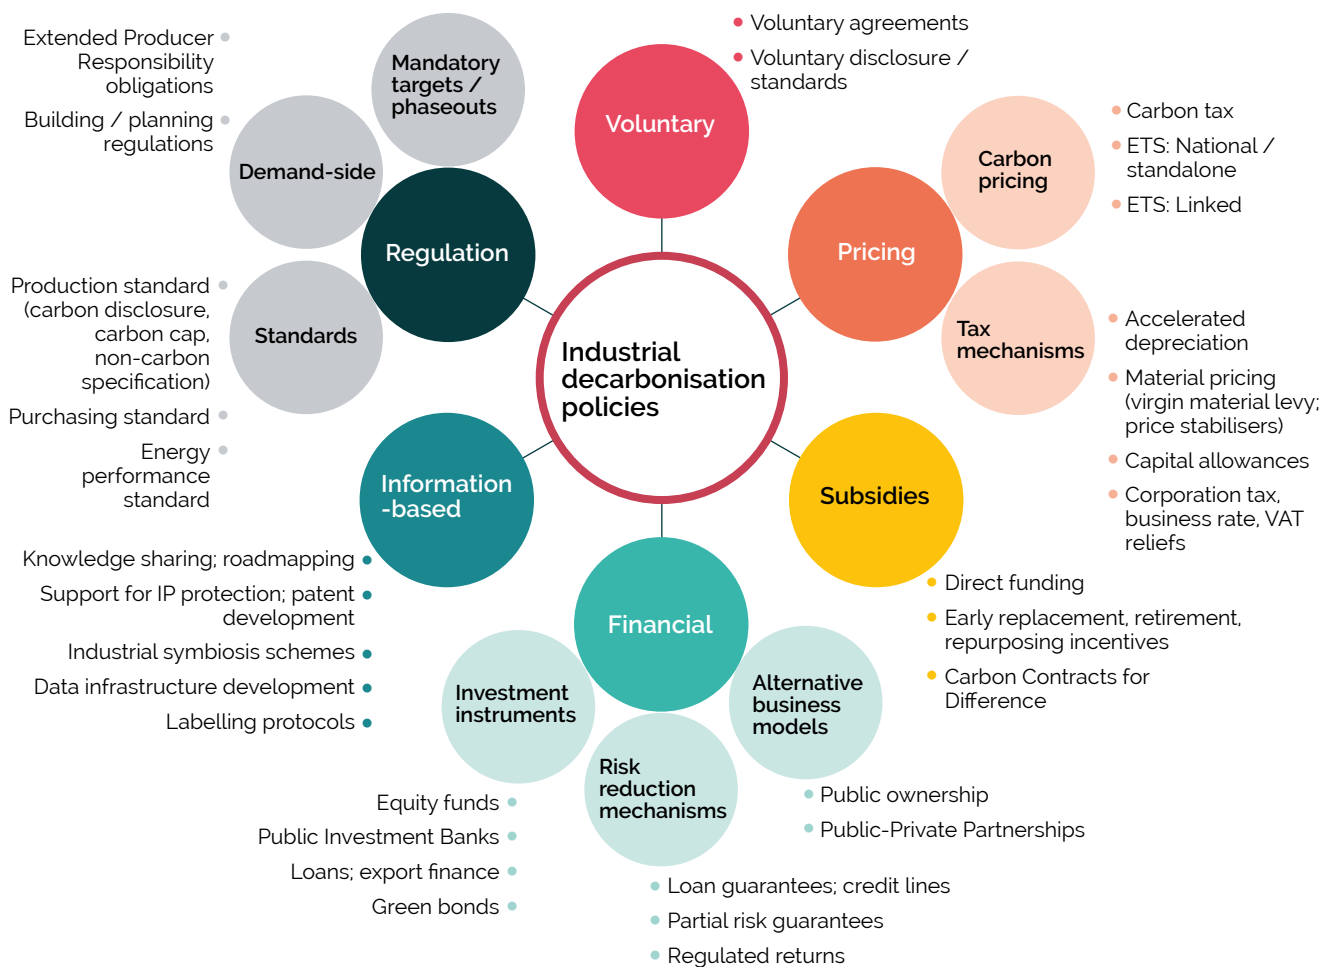 Industrial
decarbonisation
policies
Voluntary
Voluntary agreements
Voluntary disclosure /
standards
Pricing
Carbon
pricing
Carbon tax
ETS: National /
standalone
ETS: Linked
Tax
mechanisms
Accelerated
depreciation
Material pricing
(virgin material levy;
price stabilisers)
Capital allowances
Corporation tax,
business rate, VAT
reliefs
Subsidies
Direct funding
Early replacement, retirement,
repurposing incentives
Carbon Contracts for
Difference
Financial
Alternative
business
models
Public ownership
Public-Private Partnerships
Risk
reduction
mechanisms
Loan guarantees; credit lines
Partial risk guarantees
Regulated returns
Investment
instruments
Equity funds
Public Investment Banks
Loans; export finance
Green bonds
Information
-based
Knowledge sharing; roadmapping
Support for IP protection; patent
development
Industrial symbiosis schemes
Data infrastructure development
Labelling protocols
Regulation
Standards
Production standard
(carbon disclosure,
carbon cap,
non-carbon
specification)
Purchasing standard
Energy
performance
standard
Demand-side
Extended Producer
Responsibility
obligations
Building / planning
regulations
Mandatory
targets /
phaseouts